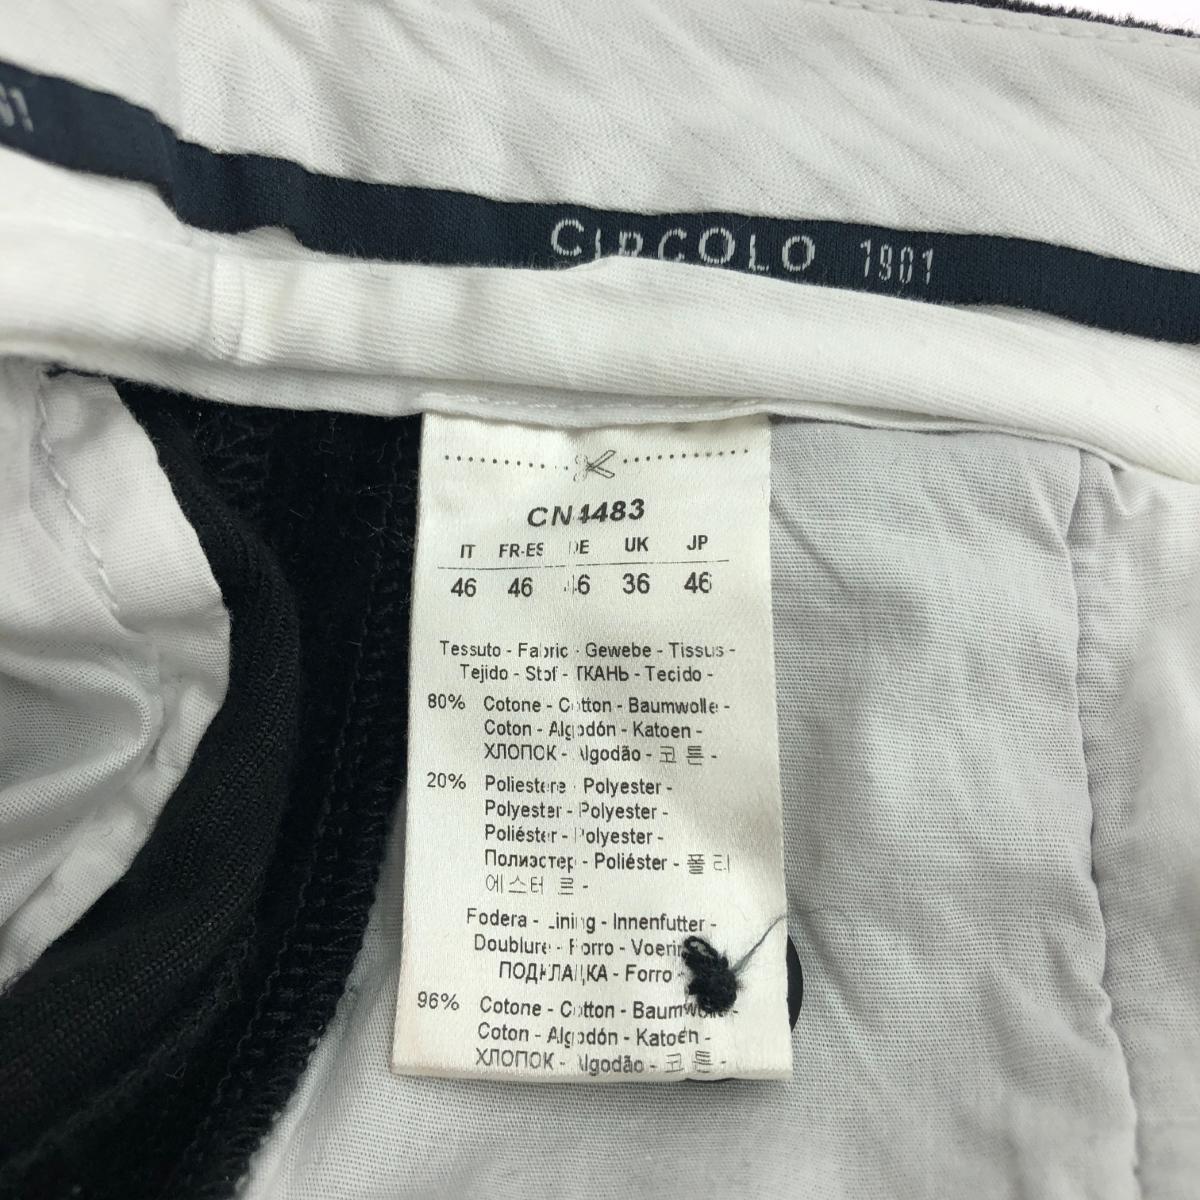 CIRCOLO 1901
CN4483
IT FR-ES DE UK JP
46 46 46 36 46
Tessuto - Fabric - Gewebe - Tissus -
Tejido - Stof - ТКАНЬ - Tecido -
80% Cotone - Cotton - Baumwolle -
Coton - Algodón - Katoen -
ХЛОПОК - Algodão - 코 튼 -
20% Poliestere - Polyester -
Polyester - Polyester -
Poliéster - Polyester -
Полиэстер - Poliéster - 폴 리
에스터 르 -
Fodera - Lining - Innenfutter -
Doublure - Forro - Voering
ПОДКЛАДКА - Forro -
96% Cotone - Cotton - Baumwolle -
Coton - Algodón - Katoen -
ХЛОПОК - Algodão - 코 튼 -